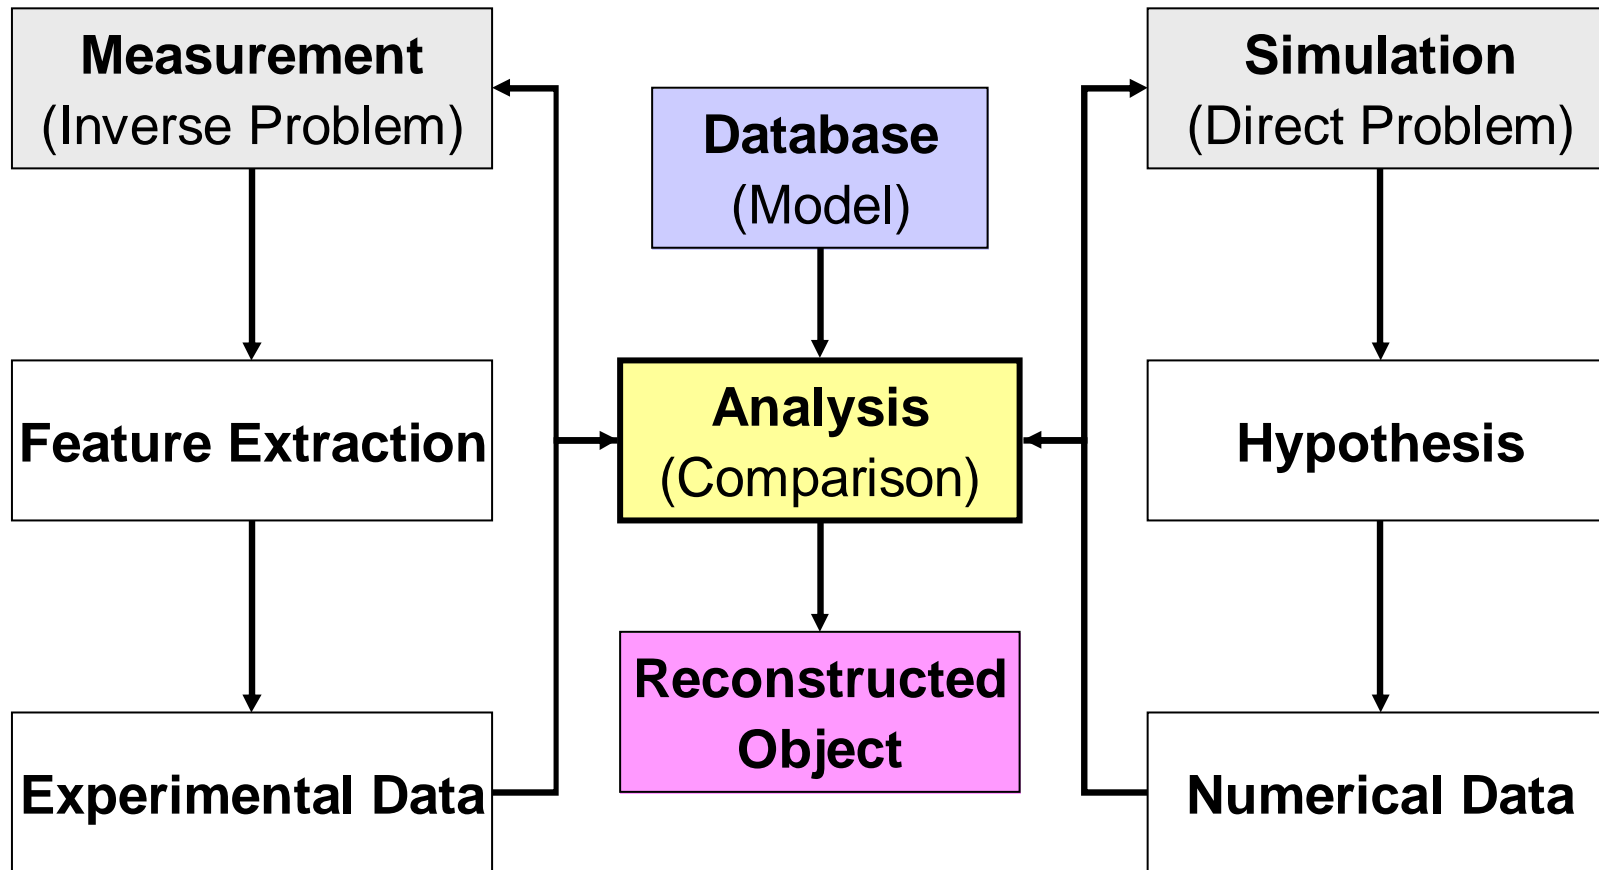 Measurement
(Inverse Problem)
Database
(Model)
Simulation
(Direct Problem)
Feature Extraction
Analysis
(Comparison)
Hypothesis
Reconstructed
Object
Experimental Data
Numerical Data